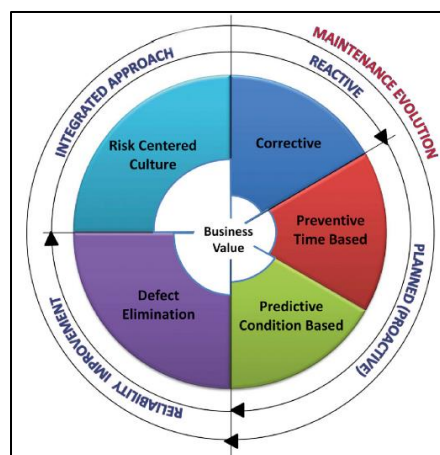 MAINTENANCE EVOLUTION
REACTIVE
INTEGRATED APPROACH
Risk Centered
Culture
Corrective
Business
Value
Preventive
Time Based
Defect
Elimination
Predictive
Condition Based
PLANNED (PROACTIVE)
RELIABILITY IMPROVEMENT